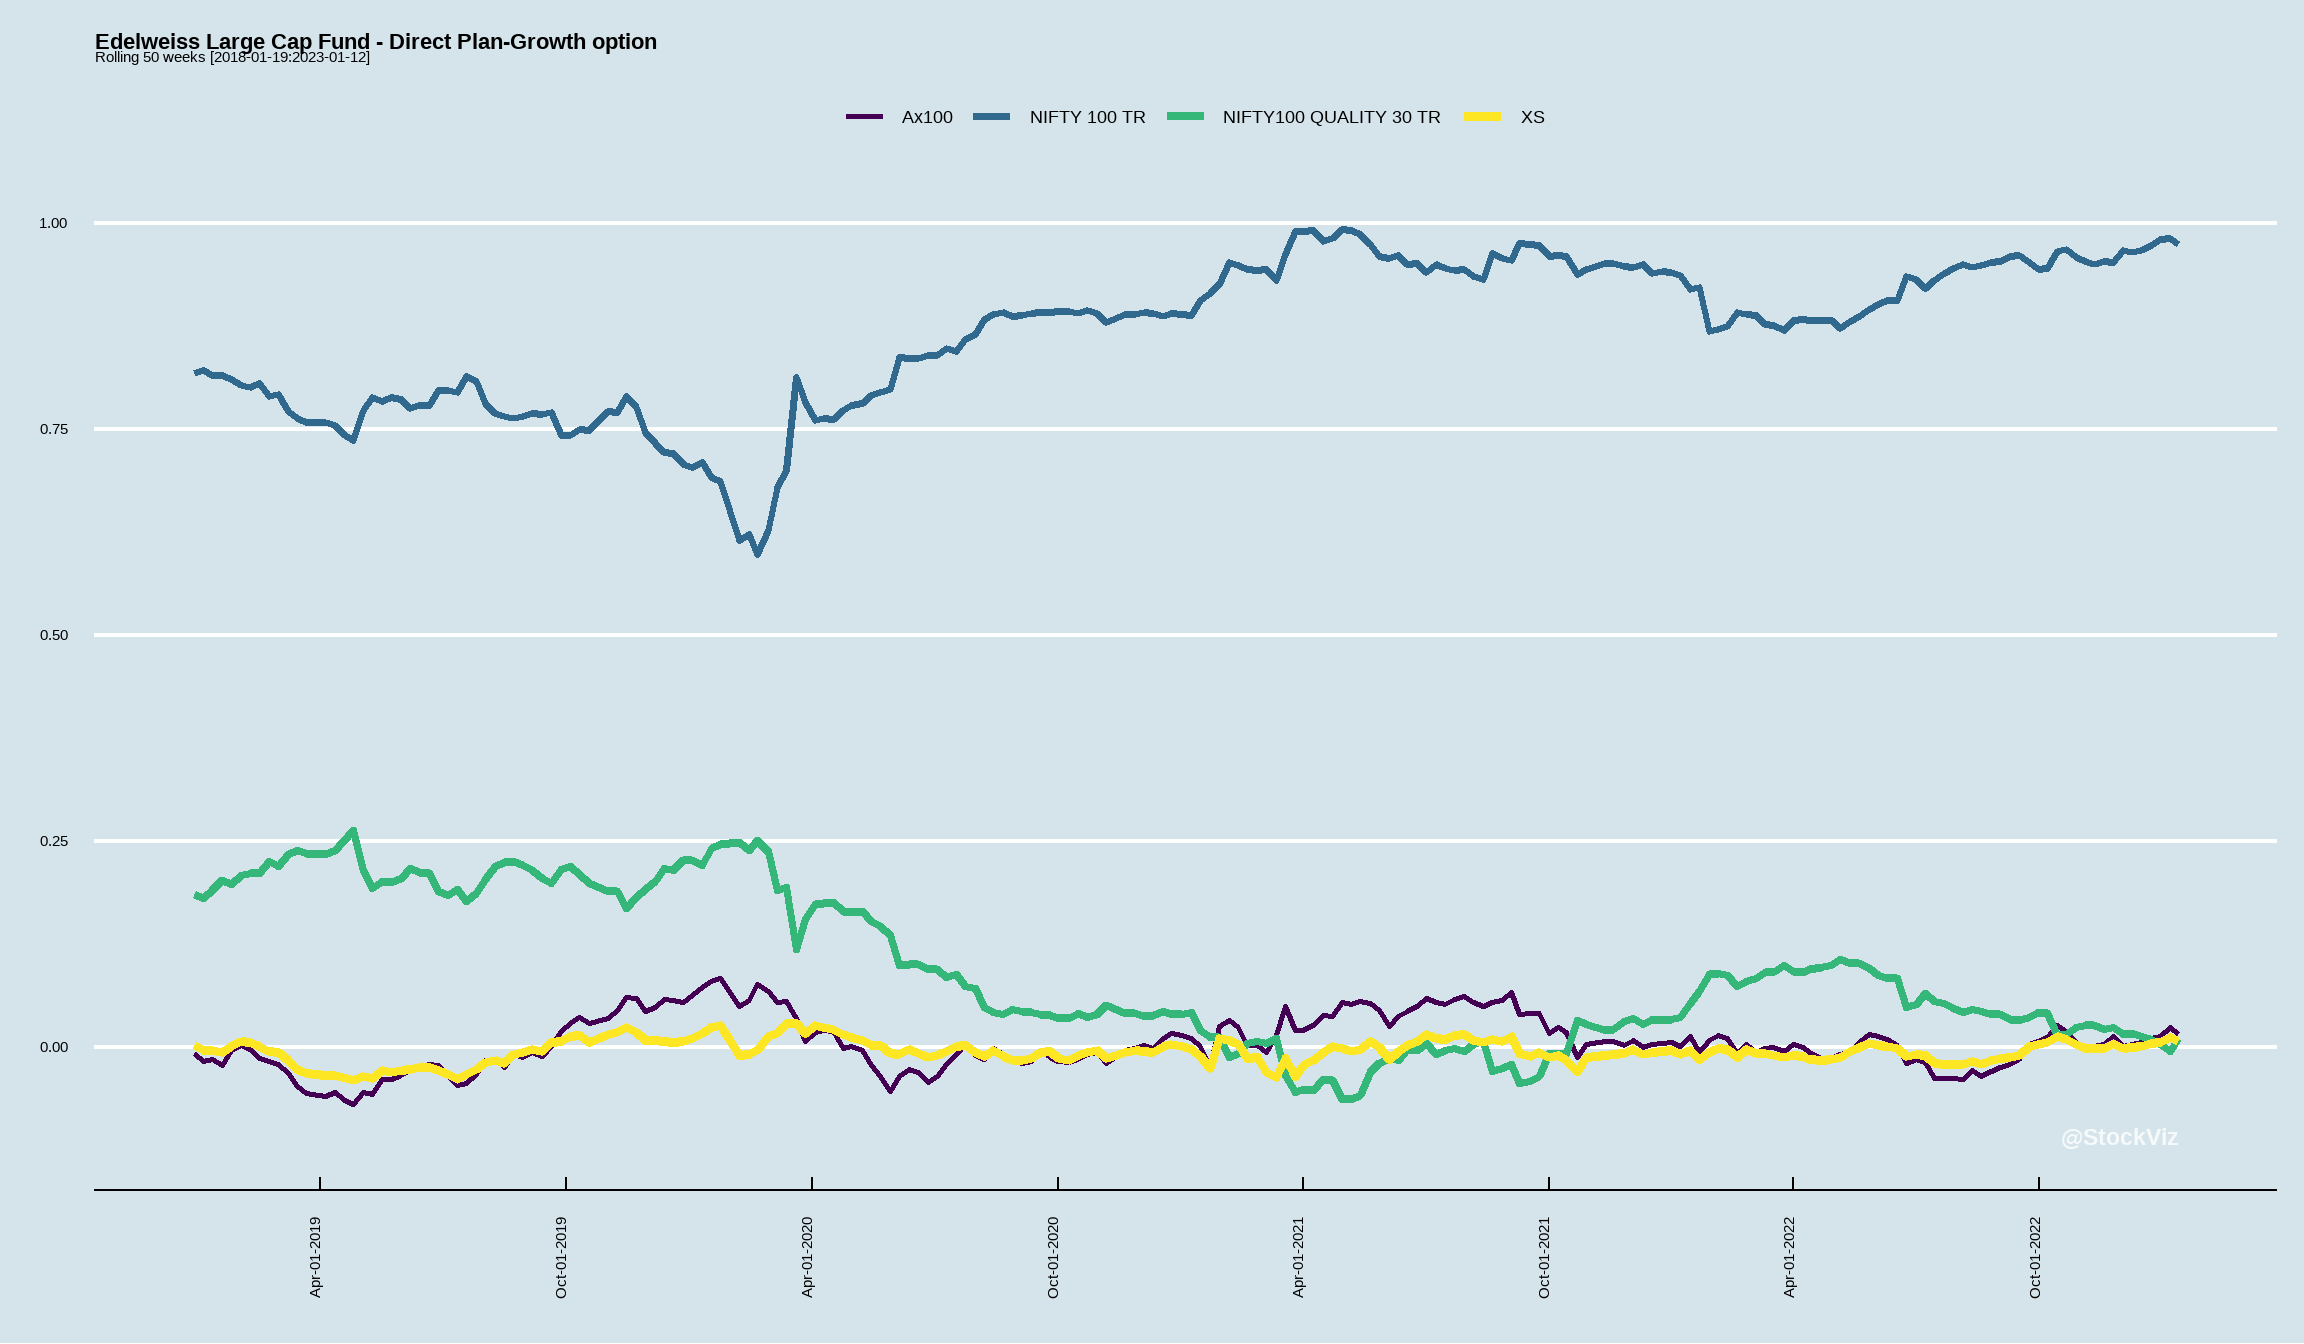 Edelweiss Large Cap Fund - Direct Plan-Growth option
Rolling 50 weeks [2018-01-19:2023-01-12]
Ax100 NIFTY 100 TR NIFTY100 QUALITY 30 TR XS
1.00
0.75
0.50
0.25
0.00
@StockViz
Apr-01-2019 Oct-01-2019 Apr-01-2020 Oct-01-2020 Apr-01-2021 Oct-01-2021 Apr-01-2022 Oct-01-2022